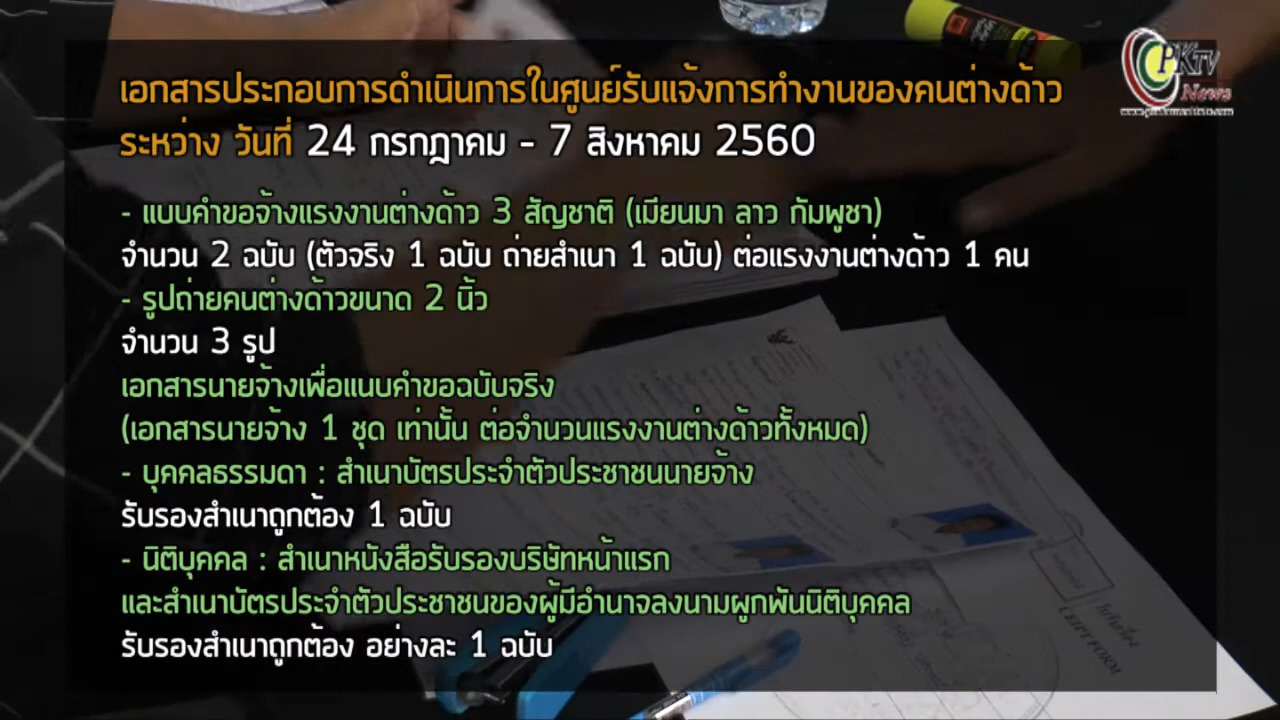 เอกสารประกอบการดำเนินการในศูนย์รับแจ้งการทำงานของคนต่างด้าว
ระหว่าง วันที่ 24 กรกฎาคม - 7 สิงหาคม 2560
PKTV
News
- แบบคำขอจ้างแรงงานต่างด้าว 3 สัญชาติ (เมียนมา ลาว กัมพูชา)
จำนวน 2 ฉบับ (ตัวจริง 1 ฉบับ ถ่ายสำเนา 1 ฉบับ) ต่อแรงงานต่างด้าว 1 คน
- รูปถ่ายคนต่างด้าวขนาด 2 นิ้ว
จำนวน 3 รูป
เอกสารนายจ้างเพื่อแนบคำขอฉบับจริง
(เอกสารนายจ้าง 1 ชุด เท่านั้น ต่อจำนวนแรงงานต่างด้าวทั้งหมด)
- บุคคลธรรมดา : สำเนาบัตรประจำตัวประชาชนนายจ้าง
รับรองสำเนาถูกต้อง 1 ฉบับ
- นิติบุคคล : สำเนาหนังสือรับรองบริษัทหน้าแรก
และสำเนาบัตรประจำตัวประชาชนของผู้มีอำนาจลงนามผูกพันนิติบุคคล
รับรองสำเนาถูกต้อง อย่างละ 1 ฉบับ